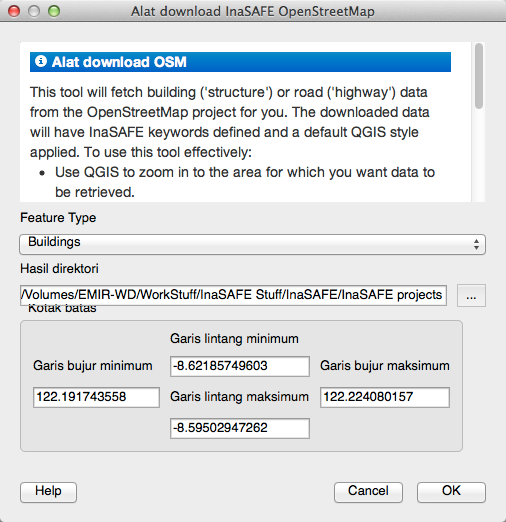 Alat download InaSAFE OpenStreetMap
Alat download OSM
This tool will fetch building ('structure') or road ('highway') data
from the OpenStreetMap project for you. The downloaded data
will have InaSAFE keywords defined and a default QGIS style
applied. To use this tool effectively:
• Use QGIS to zoom in to the area for which you want data to
be retrieved.
Feature Type
Buildings
Hasil direktori
/Volumes/EMIR-WD/WorkStuff/InaSAFE Stuff/InaSAFE/InaSAFE projects ...
Kotak batas
Garis lintang minimum
Garis bujur minimum -8.62185749603 Garis bujur maksimum
122.191743558 Garis lintang maksimum 122.224080157
-8.59502947262
Help Cancel OK